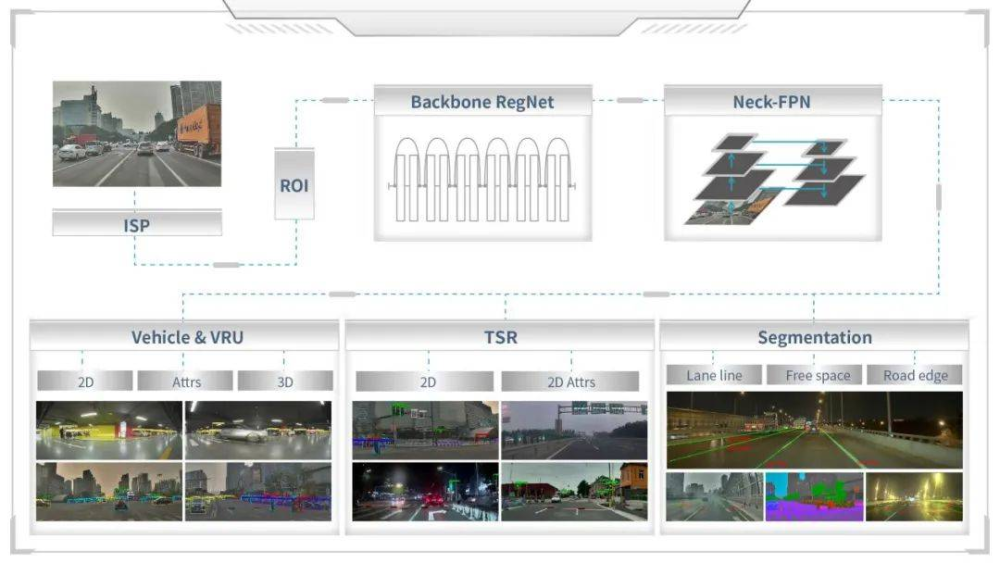 Backbone RegNet
Neck-FPN
ROI
ISP
Vehicle & VRU
TSR
Segmentation
2D
Attrs
3D
2D
2D Attrs
Lane line
Free space
Road edge